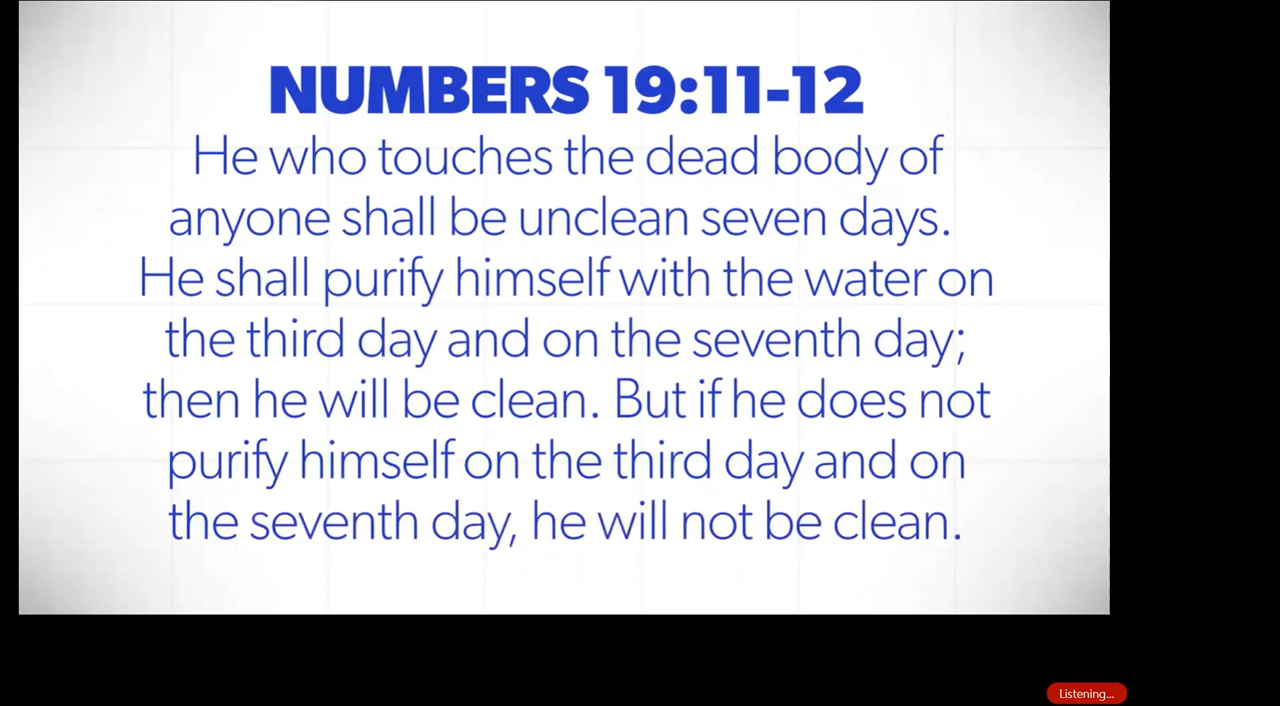 NUMBERS 19:11-12
He who touches the dead body of
anyone shall be unclean seven days.
He shall purify himself with the water on
the third day and on the seventh day;
then he will be clean. But if he does not
purify himself on the third day and on
the seventh day, he will not be clean.
Listening...